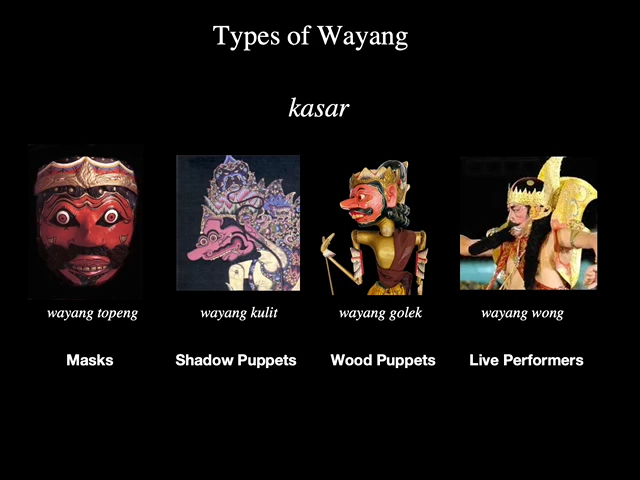 Types of Wayang
kasar
wayang topeng wayang kulit wayang golek wayang wong
Masks Shadow Puppets Wood Puppets Live Performers